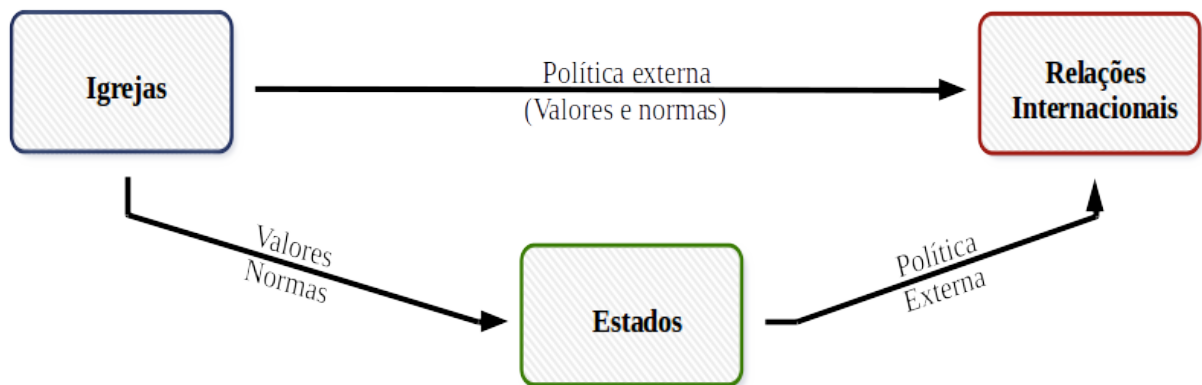 Igrejas
Política externa
(Valores e normas)
Relações
Internacionais
Valores
Normas
Estados
Política
Externa